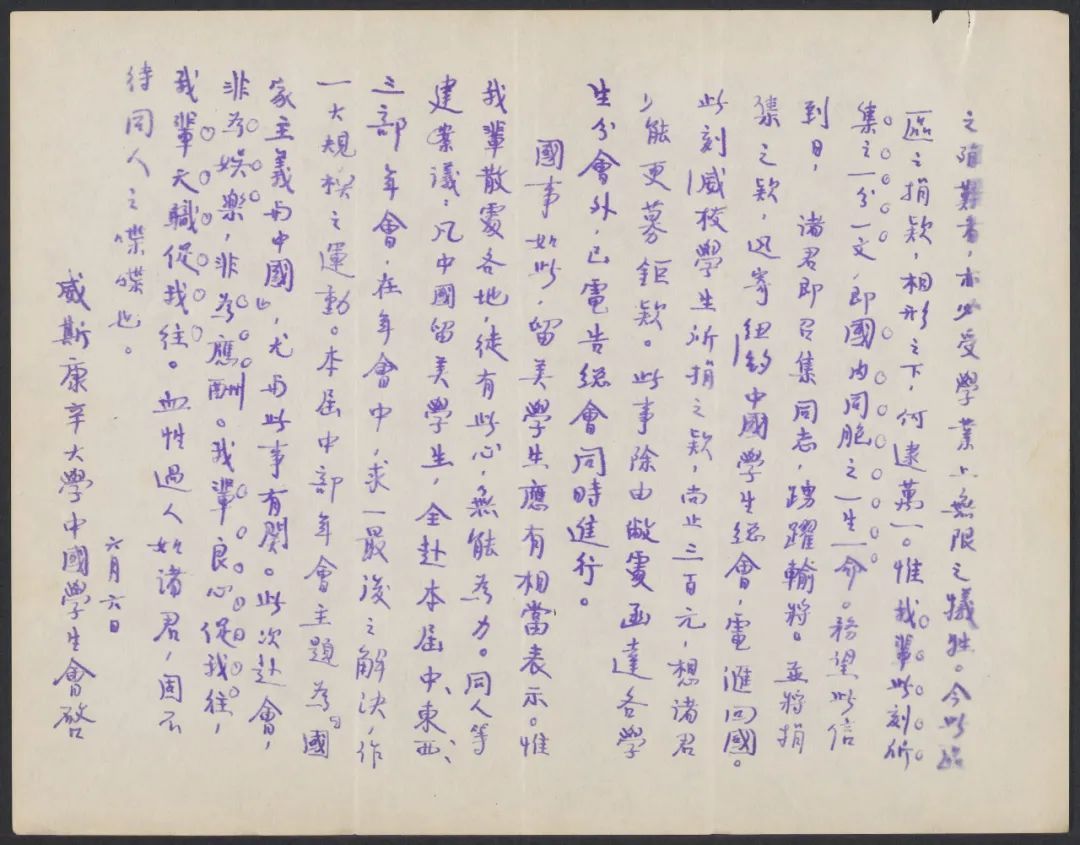 之隕難者，亦必受學業上無限之犧牲。今以區
區之捐款，相形之下，何逮萬一。惟我輩此刻所
集之一分一文，即國內同胞之一生一命。務望此信
到日，諸君即召集同志，踴躍輸將。並將捐
集之款，迅寄紐約中國學生總會，電滙回國。
此刻減校學生所捐之款，尚止三百元，想諸君
必能更募鉅款。此事除由敝處函達各學
生分會外，已電告總會同時進行。
國事如此，留美學生應有相當表示。惟
我輩散處各地，徒有此心，無能為力。同人等
建議，凡中國留美學生，全赴本屆中、東、西、
三部年會，在年會中，求一最後之解決，作
一大規模之運動。本屆中部年會主題為『國
家主義與中國』，尤與此事有関。此次赴會，
非為娛樂，非為應酬。我輩良心促我往，
我輩天職促我往。血性過人如諸君，固不
待同人之喋喋也。
六月六日
威斯康辛大學中國學生會啓